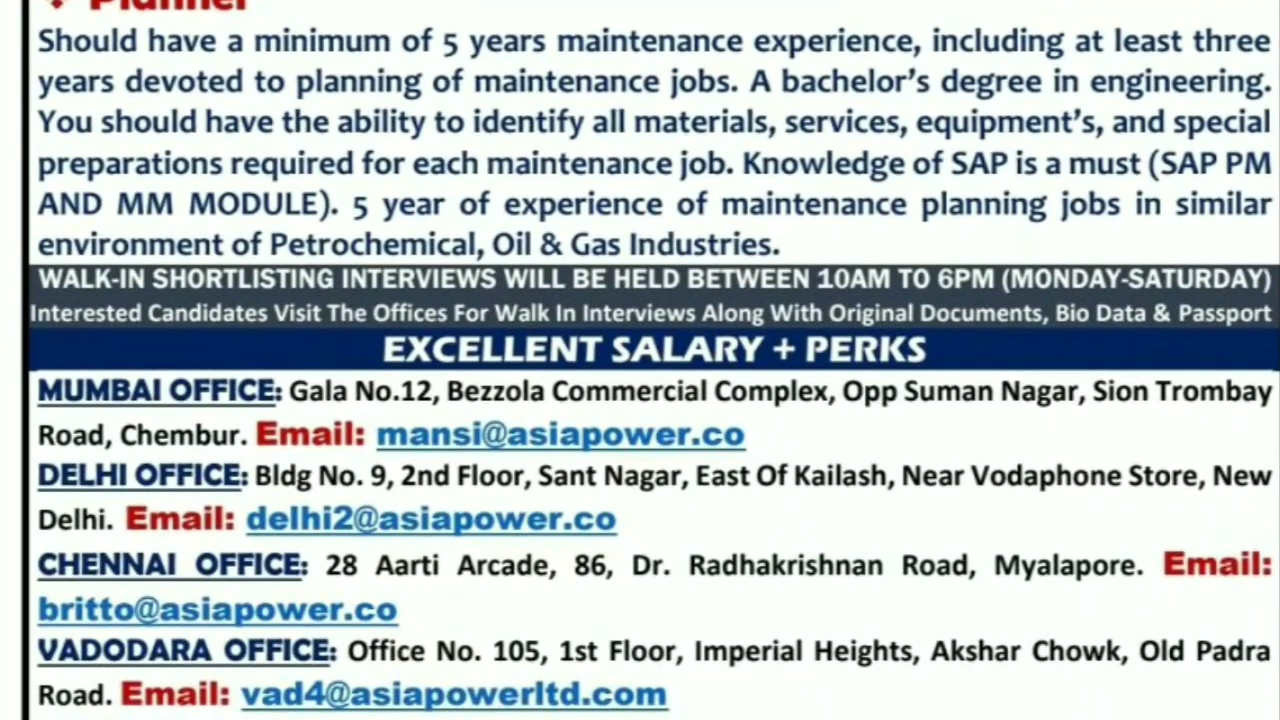 Planner
Should have a minimum of 5 years maintenance experience, including at least three
years devoted to planning of maintenance jobs. A bachelor’s degree in engineering.
You should have the ability to identify all materials, services, equipment’s, and special
preparations required for each maintenance job. Knowledge of SAP is a must (SAP PM
AND MM MODULE). 5 year of experience of maintenance planning jobs in similar
environment of Petrochemical, Oil & Gas Industries.
WALK-IN SHORTLISTING INTERVIEWS WILL BE HELD BETWEEN 10AM TO 6PM (MONDAY-SATURDAY)
Interested Candidates Visit The Offices For Walk In Interviews Along With Original Documents, Bio Data & Passport
EXCELLENT SALARY + PERKS
MUMBAI OFFICE: Gala No.12, Bezzola Commercial Complex, Opp Suman Nagar, Sion Trombay
Road, Chembur. Email: mansi@asiapower.co
DELHI OFFICE: Bldg No. 9, 2nd Floor, Sant Nagar, East Of Kailash, Near Vodaphone Store, New
Delhi. Email: delhi2@asiapower.co
CHENNAI OFFICE: 28 Aarti Arcade, 86, Dr. Radhakrishnan Road, Myalapore. Email:
britto@asiapower.co
VADODARA OFFICE: Office No. 105, 1st Floor, Imperial Heights, Akshar Chowk, Old Padra
Road. Email: vad4@asiapowerltd.com